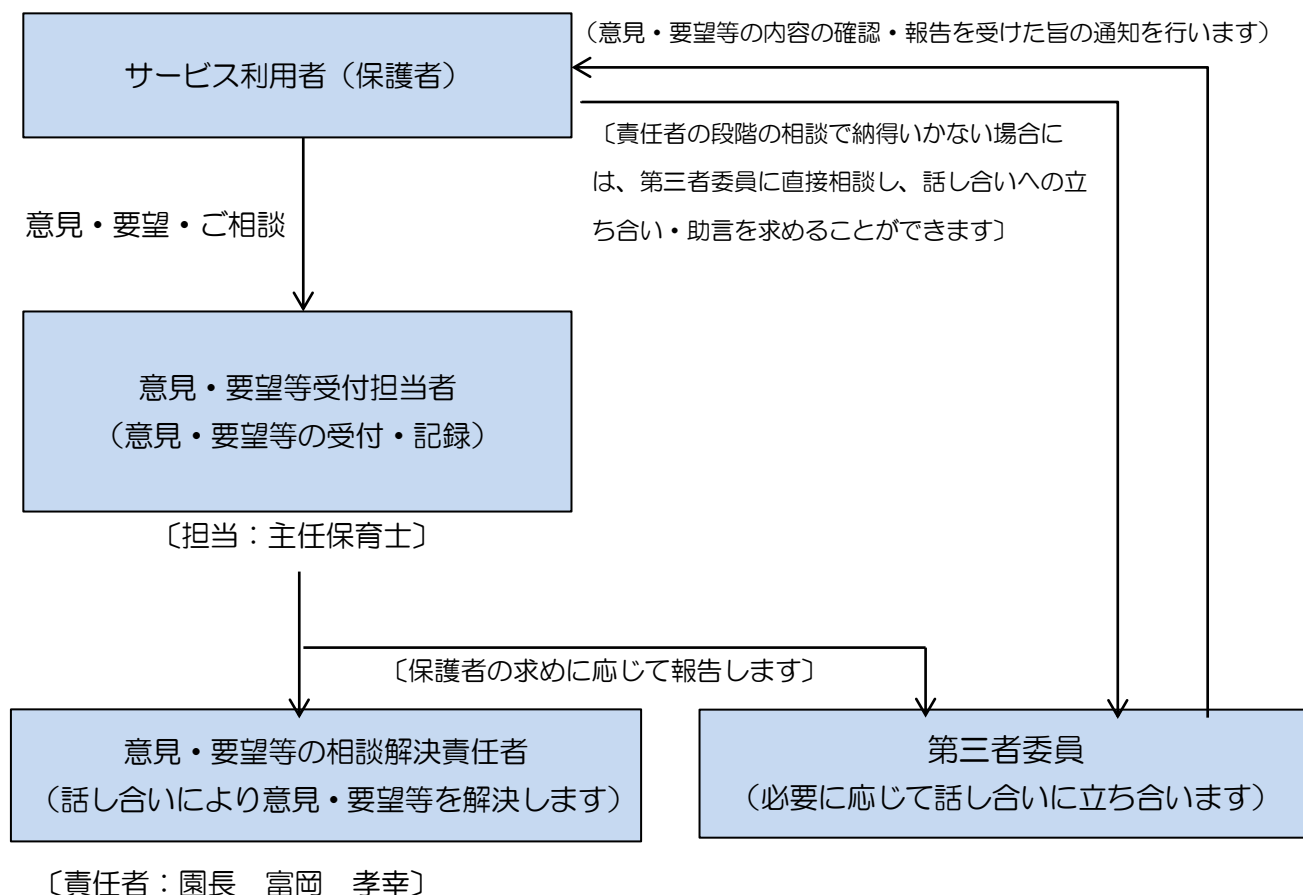 （意見・要望等の内容の確認・報告を受けた旨の通知を行います）
サービス利用者（保護者）
〔責任者の段階の相談で納得いかない場合に
は、第三者委員に直接相談し、話し合いへの立
ち合い・助言を求めることができます〕
意見・要望・ご相談
意見・要望等受付担当者
（意見・要望等の受付・記録）
〔担当：主任保育士〕
〔保護者の求めに応じて報告します〕
意見・要望等の相談解決責任者
（話し合いにより意見・要望等を解決します）
第三者委員
（必要に応じて話し合いに立ち合います）
〔責任者：園長　富岡　孝幸〕